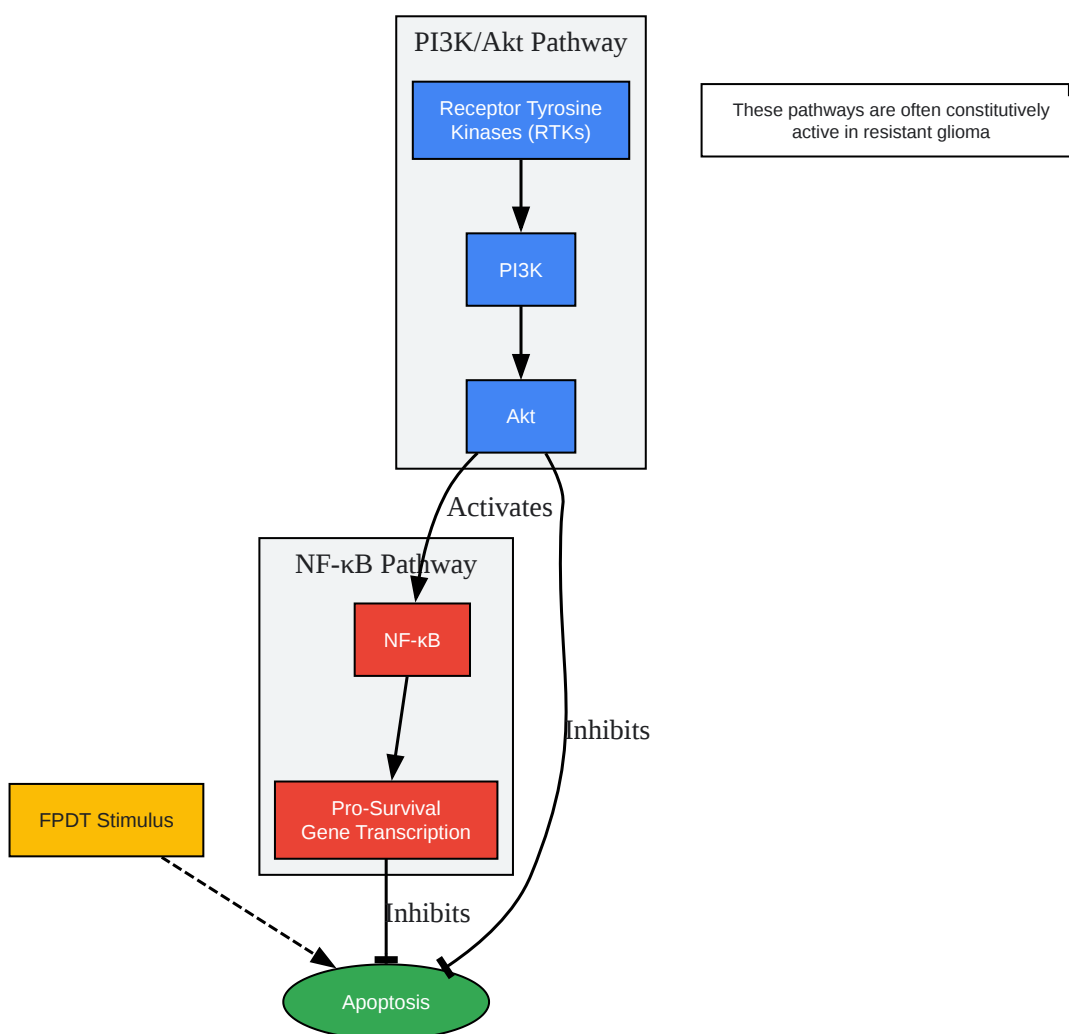 PI3K/Akt Pathway
Receptor Tyrosine
Kinases (RTKs)
These pathways are often constitutively
active in resistant glioma
PI3K
Akt
Activates
NF-κB Pathway
NF-κB
Inhibits
Pro-Survival
Gene Transcription
FPDT Stimulus
Inhibits
Apoptosis